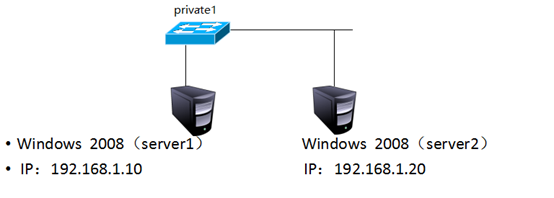 private1
• Windows 2008（server1） Windows 2008（server2）
• IP：192.168.1.10 IP：192.168.1.20